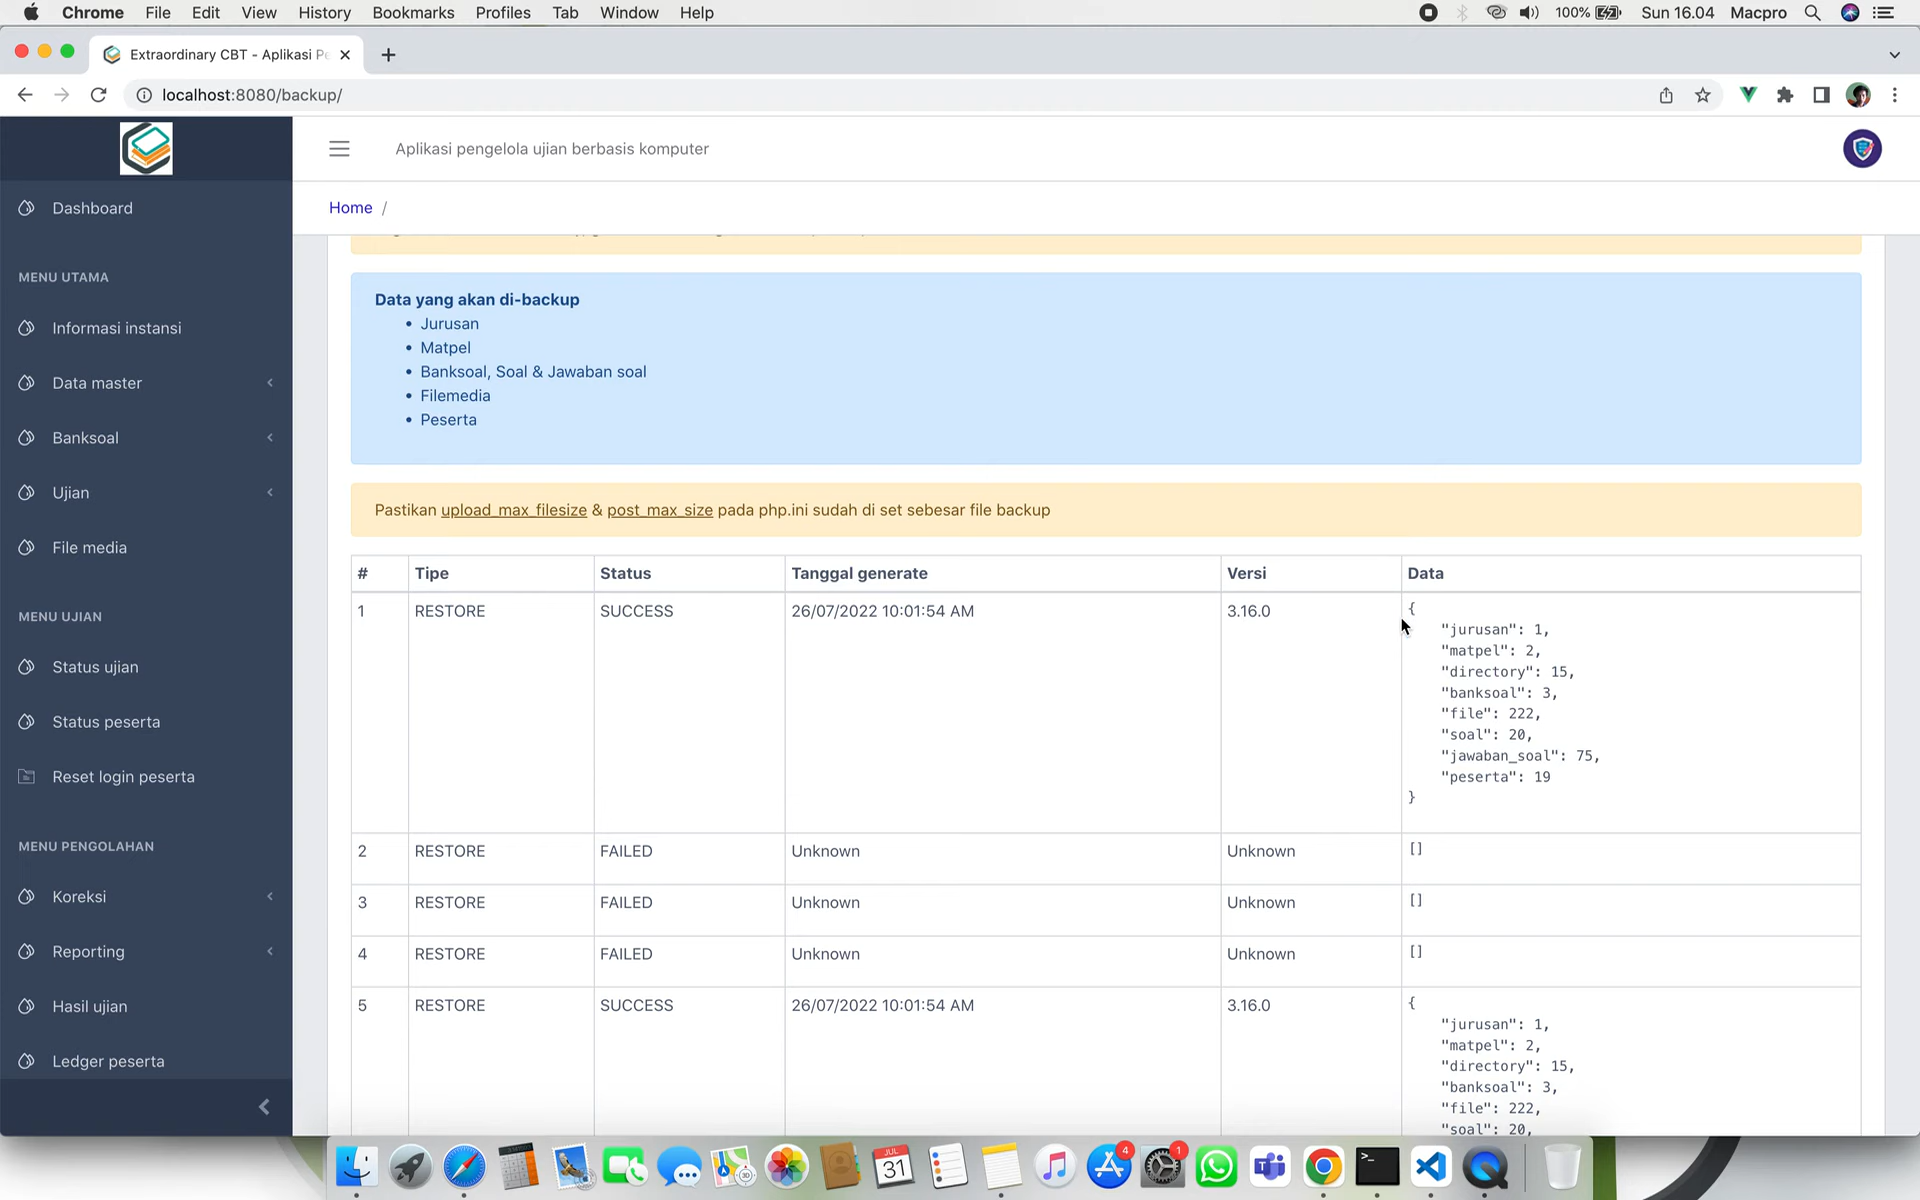 Chrome File Edit View History Bookmarks Profiles Tab Window Help 100% Sun 16.04 Macpro
Extraordinary CBT - Aplikasi Pe
localhost:8080/backup/
Aplikasi pengelola ujian berbasis komputer
Home /
Dashboard
MENU UTAMA
Informasi instansi
Data master
Banksoal
Ujian
File media
MENU UJIAN
Status ujian
Status peserta
Reset login peserta
MENU PENGOLAHAN
Koreksi
Reporting
Hasil ujian
Ledger peserta
Data yang akan di-backup
• Jurusan
• Matpel
• Banksoal, Soal & Jawaban soal
• Filemedia
• Peserta
Pastikan upload_max_filesize & post_max_size pada php.ini sudah di set sebesar file backup
# Tipe Status Tanggal generate Versi Data
1 RESTORE SUCCESS 26/07/2022 10:01:54 AM 3.16.0 {
"jurusan": 1,
"matpel": 2,
"directory": 15,
"banksoal": 3,
"file": 222,
"soal": 20,
"jawaban_soal": 75,
"peserta": 19
}
2 RESTORE FAILED Unknown Unknown []
3 RESTORE FAILED Unknown Unknown []
4 RESTORE FAILED Unknown Unknown []
5 RESTORE SUCCESS 26/07/2022 10:01:54 AM 3.16.0 {
"jurusan": 1,
"matpel": 2,
"directory": 15,
"banksoal": 3,
"file": 222,
"soal": 20,
JUL
31
4
1
>_